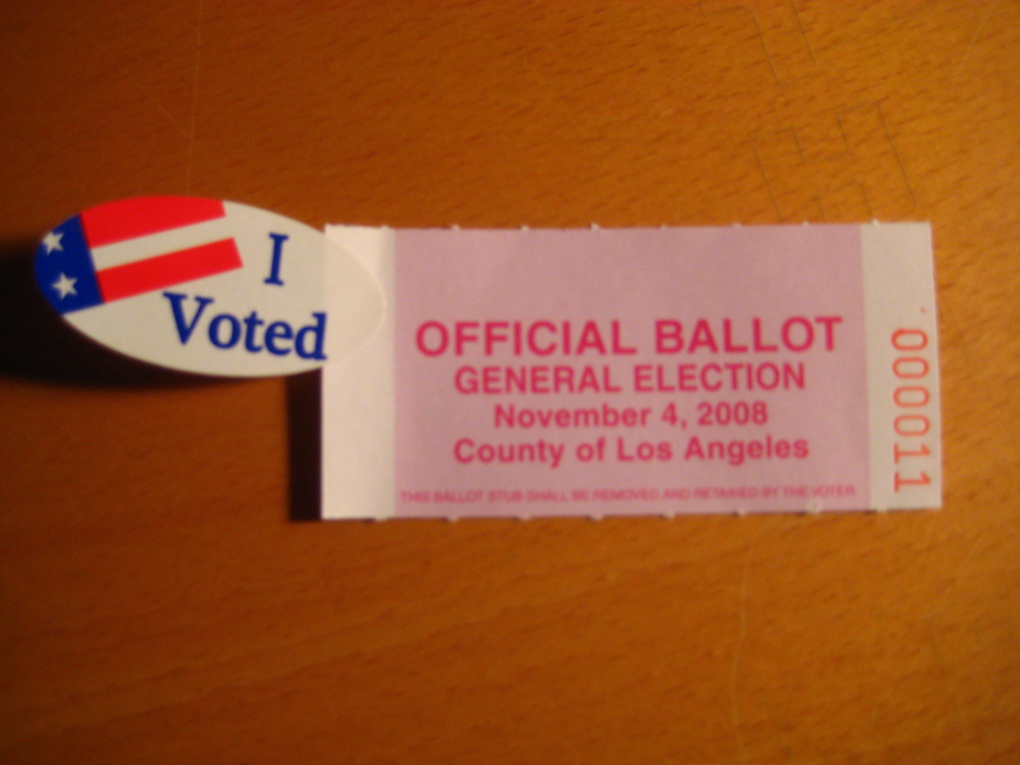 I
Voted
OFFICIAL BALLOT
GENERAL ELECTION
November 4, 2008
County of Los Angeles
THIS BALLOT STUB SHALL BE REMOVED AND RETAINED BY THE VOTER.
000011